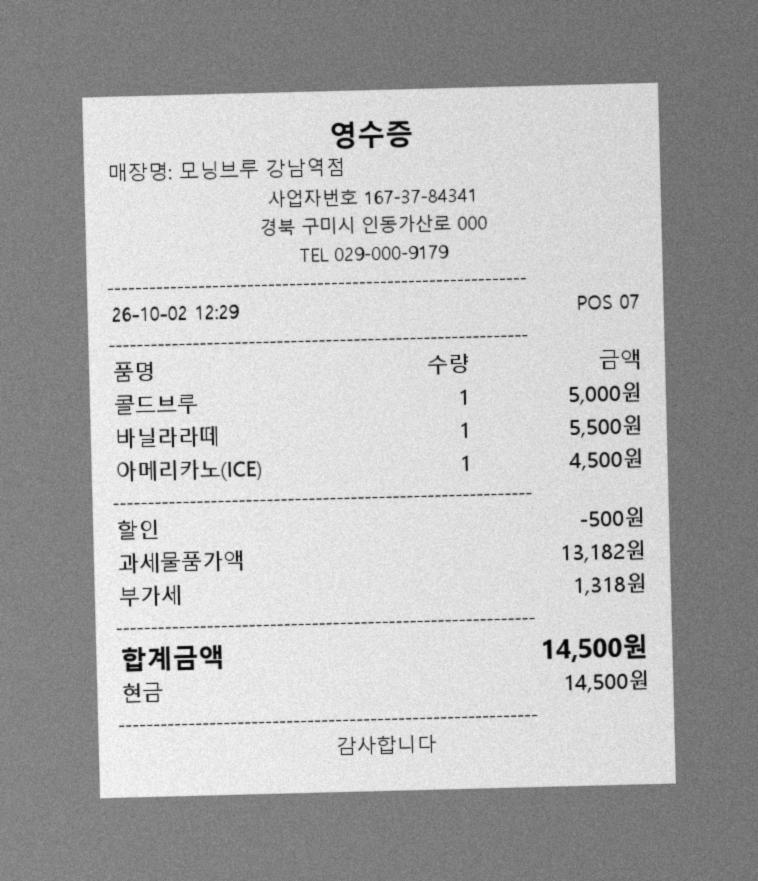 영수증
매장명: 모닝브루 강남역점
사업자번호 167-37-84341
경북 구미시 인동가산로 000
TEL 029-000-9179
26-10-02 12:29 POS 07
품명 수량 금액
콜드브루 1 5,000원
바닐라라떼 1 5,500원
아메리카노(ICE) 1 4,500원
할인 -500원
과세물품가액 13,182원
부가세 1,318원
합계금액 14,500원
현금 14,500원
감사합니다